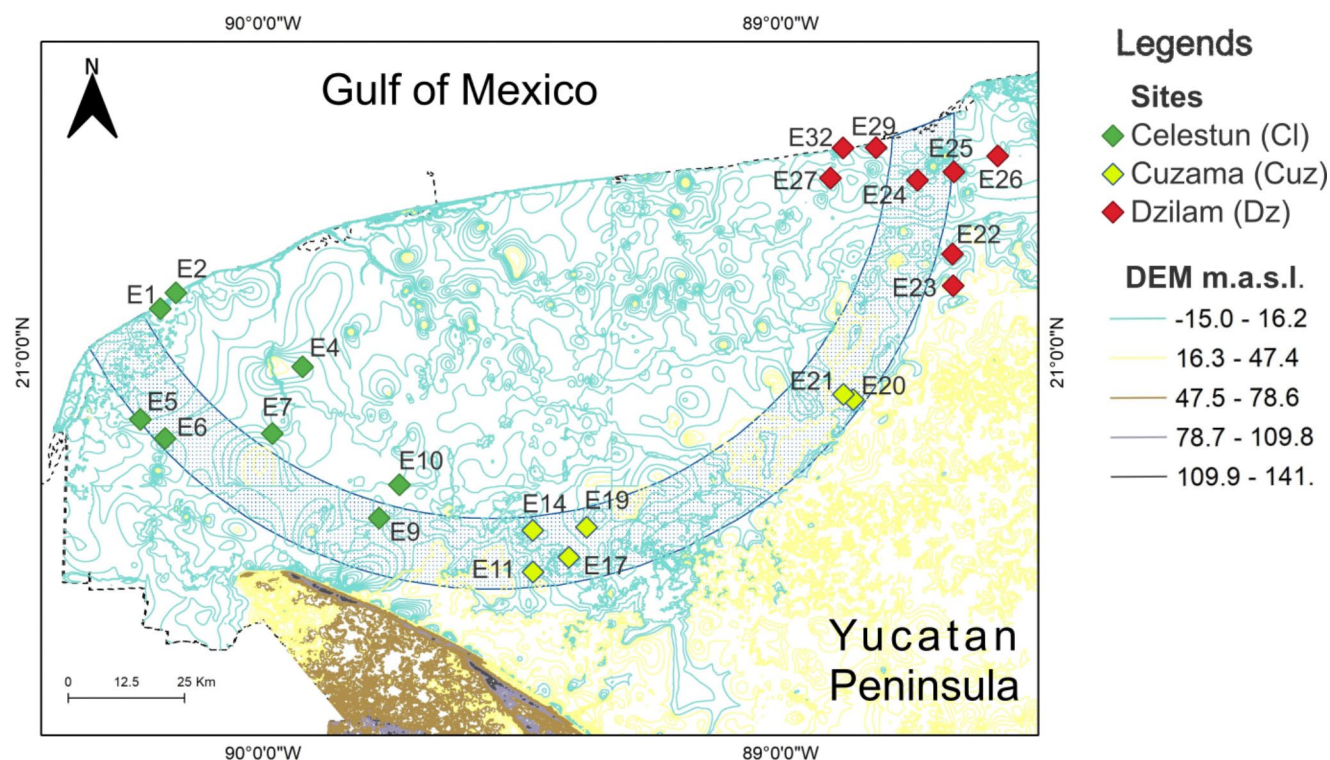 90°0'0"W
89°0'0"W
N
Gulf of Mexico
E32
E29
E25
E27
E24
E26
E22
E23
E2
E1
21°0'0"N
21°0'0"N
E4
E5
E7
E6
E21
E20
E10
E14
E19
E9
E11
E17
Yucatan
Peninsula
0 12.5 25 Km
90°0'0"W
89°0'0"W
Legends
Sites
Celestun (Cl)
Cuzama (Cuz)
Dzilam (Dz)
DEM m.a.s.l.
-15.0 - 16.2
16.3 - 47.4
47.5 - 78.6
78.7 - 109.8
109.9 - 141.